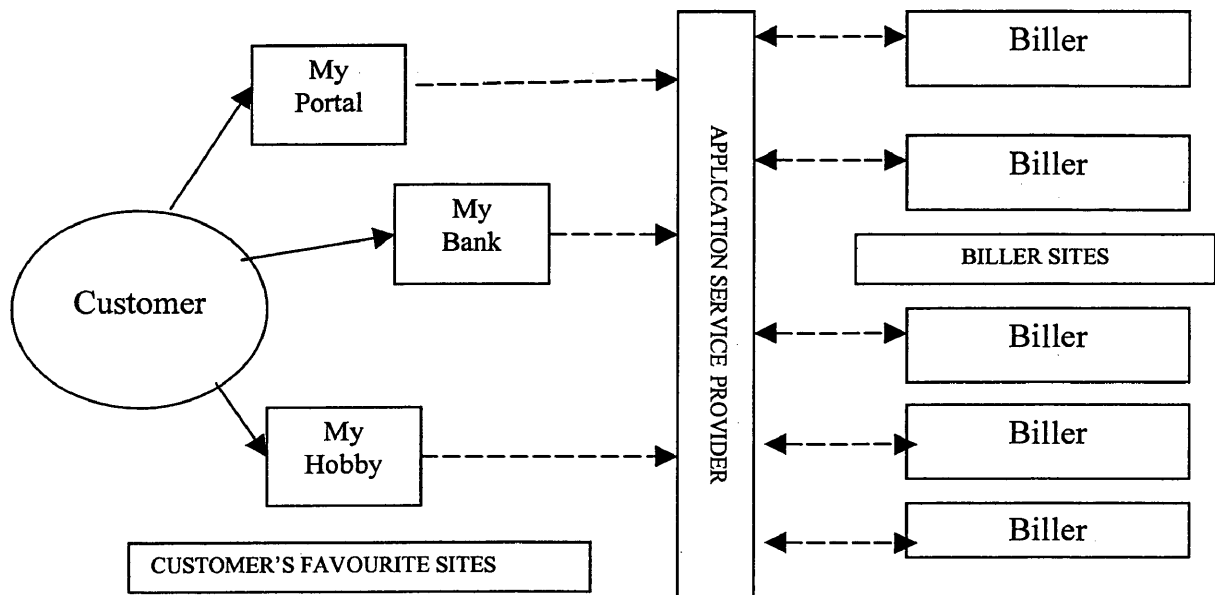 My
Portal
My
Bank
Customer
My
Hobby
CUSTOMER'S FAVOURITE SITES
APPLICATION SERVICE PROVIDER
Biller
Biller
BILLER SITES
Biller
Biller
Biller